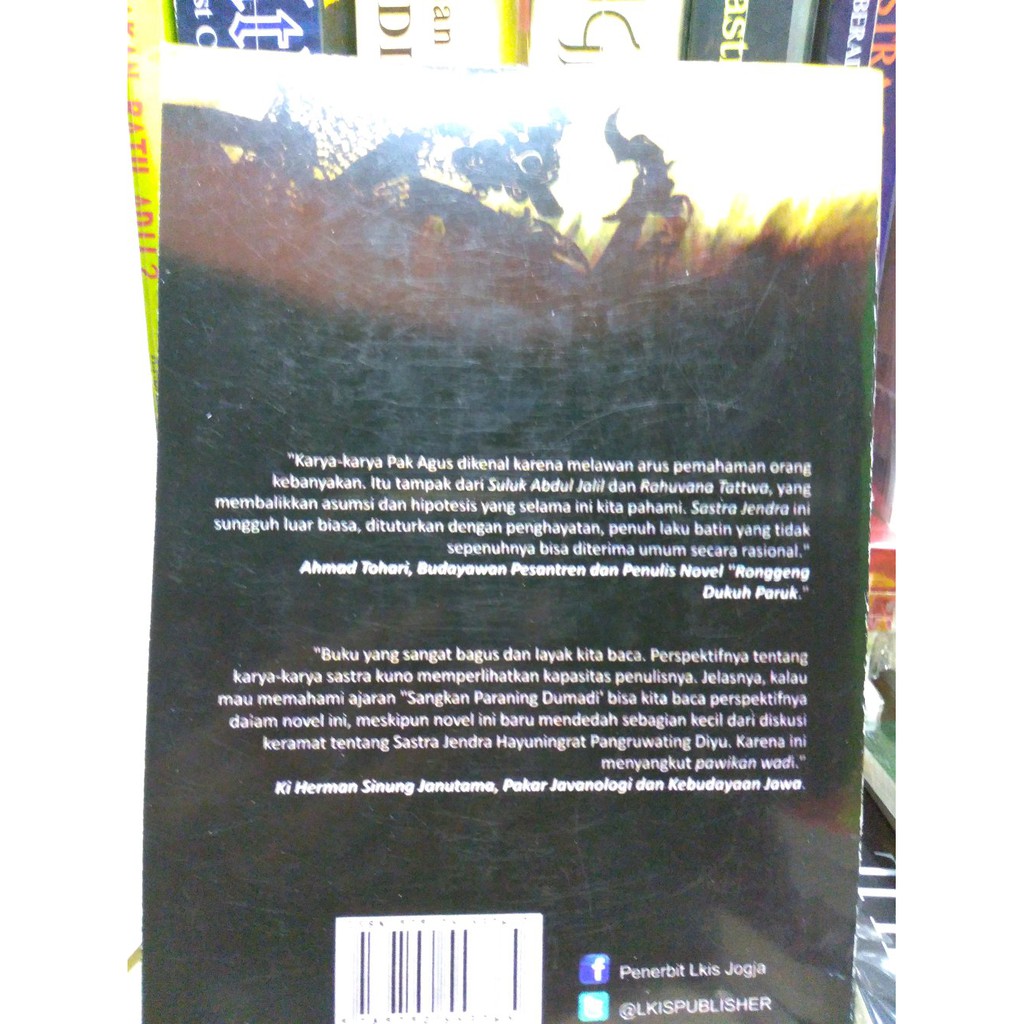 an
DI
ast
"Karya-karya Pak Agus dikenal karena melawan arus pemahaman orang
kebanyakan. Itu tampak dari Suluk Abdul Jalil dan Rahuvana Tattwa, yang
membalikkan asumsi dan hipotesis yang selama ini kita pahami. Sastra Jendra ini
sungguh luar biasa, dituturkan dengan penghayatan, penuh laku batin yang tidak
sepenuhnya bisa diterima umum secara rasional."
Ahmad Tohari, Budayawan Pesantren dan Penulis Novel "Ronggeng
Dukuh Paruk."
"Buku yang sangat bagus dan layak kita baca. Perspektifnya tentang
karya-karya sastra kuno memperlihatkan kapasitas penulisnya. Jelasnya, kalau
mau memahami ajaran "Sangkan Paraning Dumadi' bisa kita baca perspektifnya
dalam novel ini, meskipun novel ini baru mendedah sebagian kecil dari diskusi
keramat tentang Sastra Jendra Hayuningrat Pangruwating Diyu. Karena ini
menyangkut pawikan wadi."
Ki Herman Sinung Janutama, Pakar Javanologi dan Kebudayaan Jawa.
Penerbit Lkis Jogja
@LKISPUBLISHER